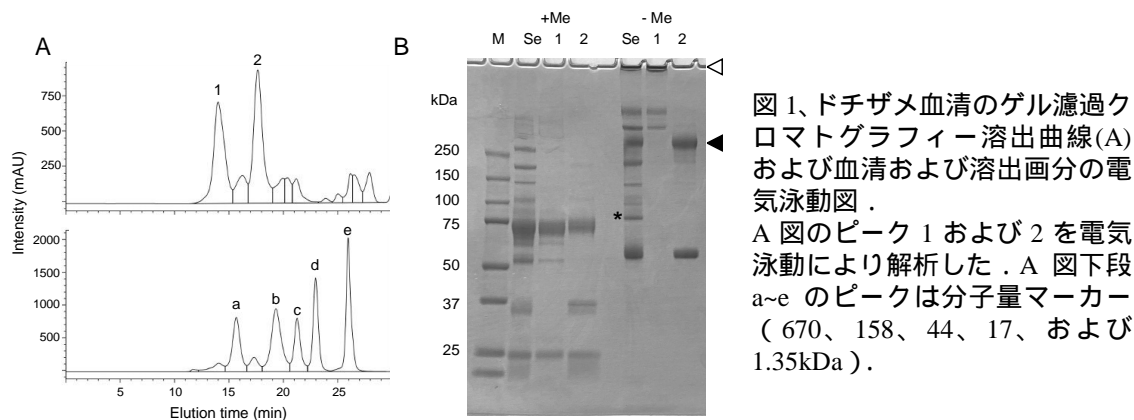 A
1
2
750
500
250
Intensity (mAU)
2000
1500
1000
500
a
b
c
d
e
5 10 15 20 25
Elution time (min)
B
+Me - Me
M Se 1 2 Se 1 2
kDa
250
150
100
75
50
37
25
*
図 1、ドチザメ血清のゲル濾過ク
ロマトグラフィー溶出曲線(A)
および血清および溶出画分の電
気泳動図．
A 図のピーク 1 および 2 を電気
泳動により解析した．A 図下段
a~e のピークは分子量マーカー
（ 670、 158、 44、 17、 および
1.35kDa ）．